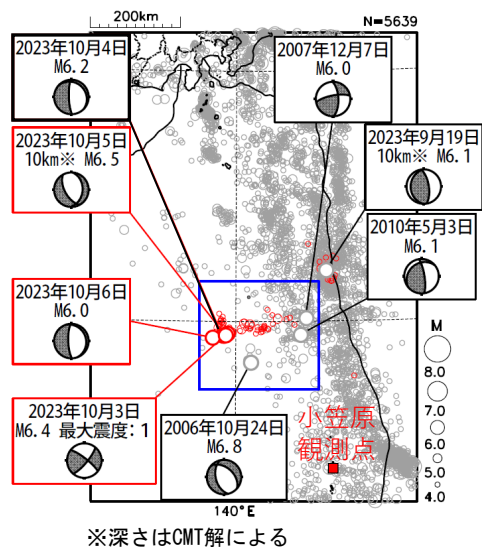 200km
N=5639
2023年10月4日
M6.2
2007年12月7日
M6.0
2023年10月5日
10km※ M6.5
2023年9月19日
10km※ M6.1
2010年5月3日
M6.1
2023年10月6日
M6.0
2023年10月3日
M6.4 最大震度:1
2006年10月24日
M6.8
小笠原
観測点
M
8.0
7.0
6.0
5.0
4.0
140°E
※深さはCMT解による